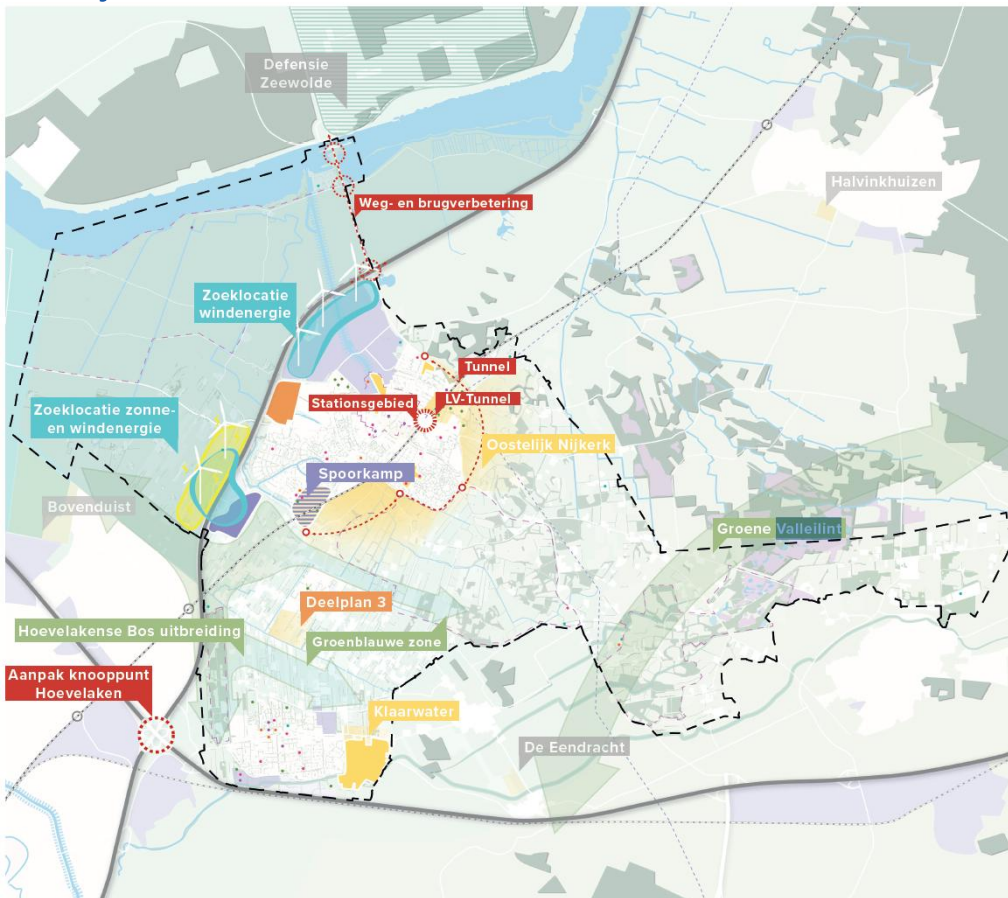 Defensie
Zeewolde
Halvinkhuizen
Weg- en brugverbetering
Zoeklocatie
windenergie
Tunnel
LV-Tunnel
Stationsgebied
Zoeklocatie zonne-
en windenergie
Oostelijk Nijkerk
Spoorkamp
Bovenduist
Groene Valleilint
Deelplan 3
Hoevelakense Bos uitbreiding
Groenblauwe zone
Aanpak knooppunt
Hoevelaken
Klaarwater
De Eendracht